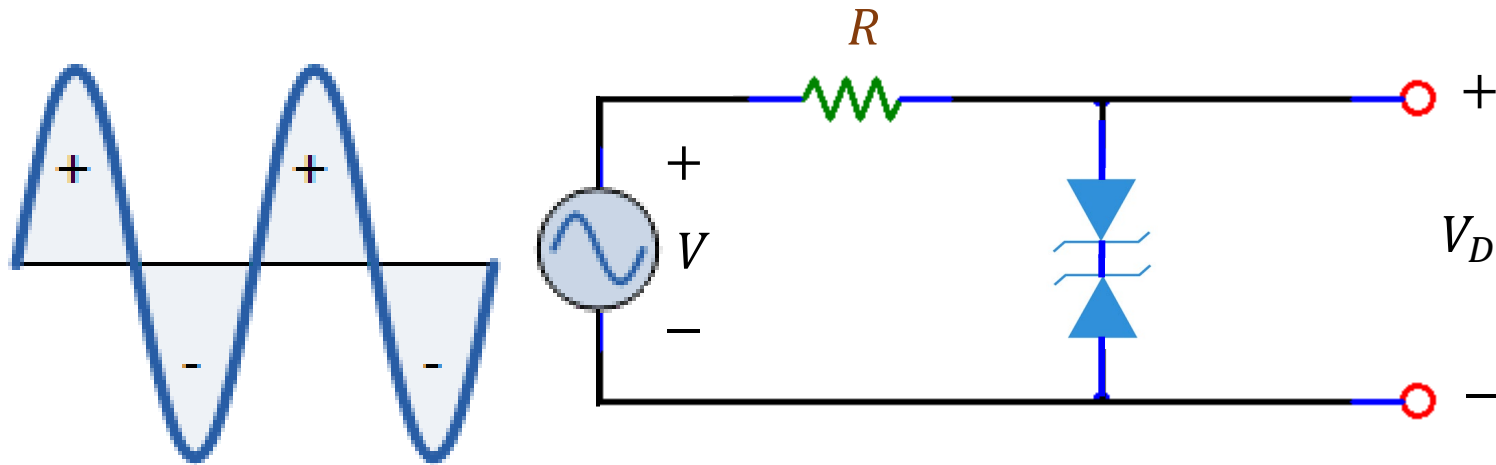 R
+ + + +
V V_D
- - − −